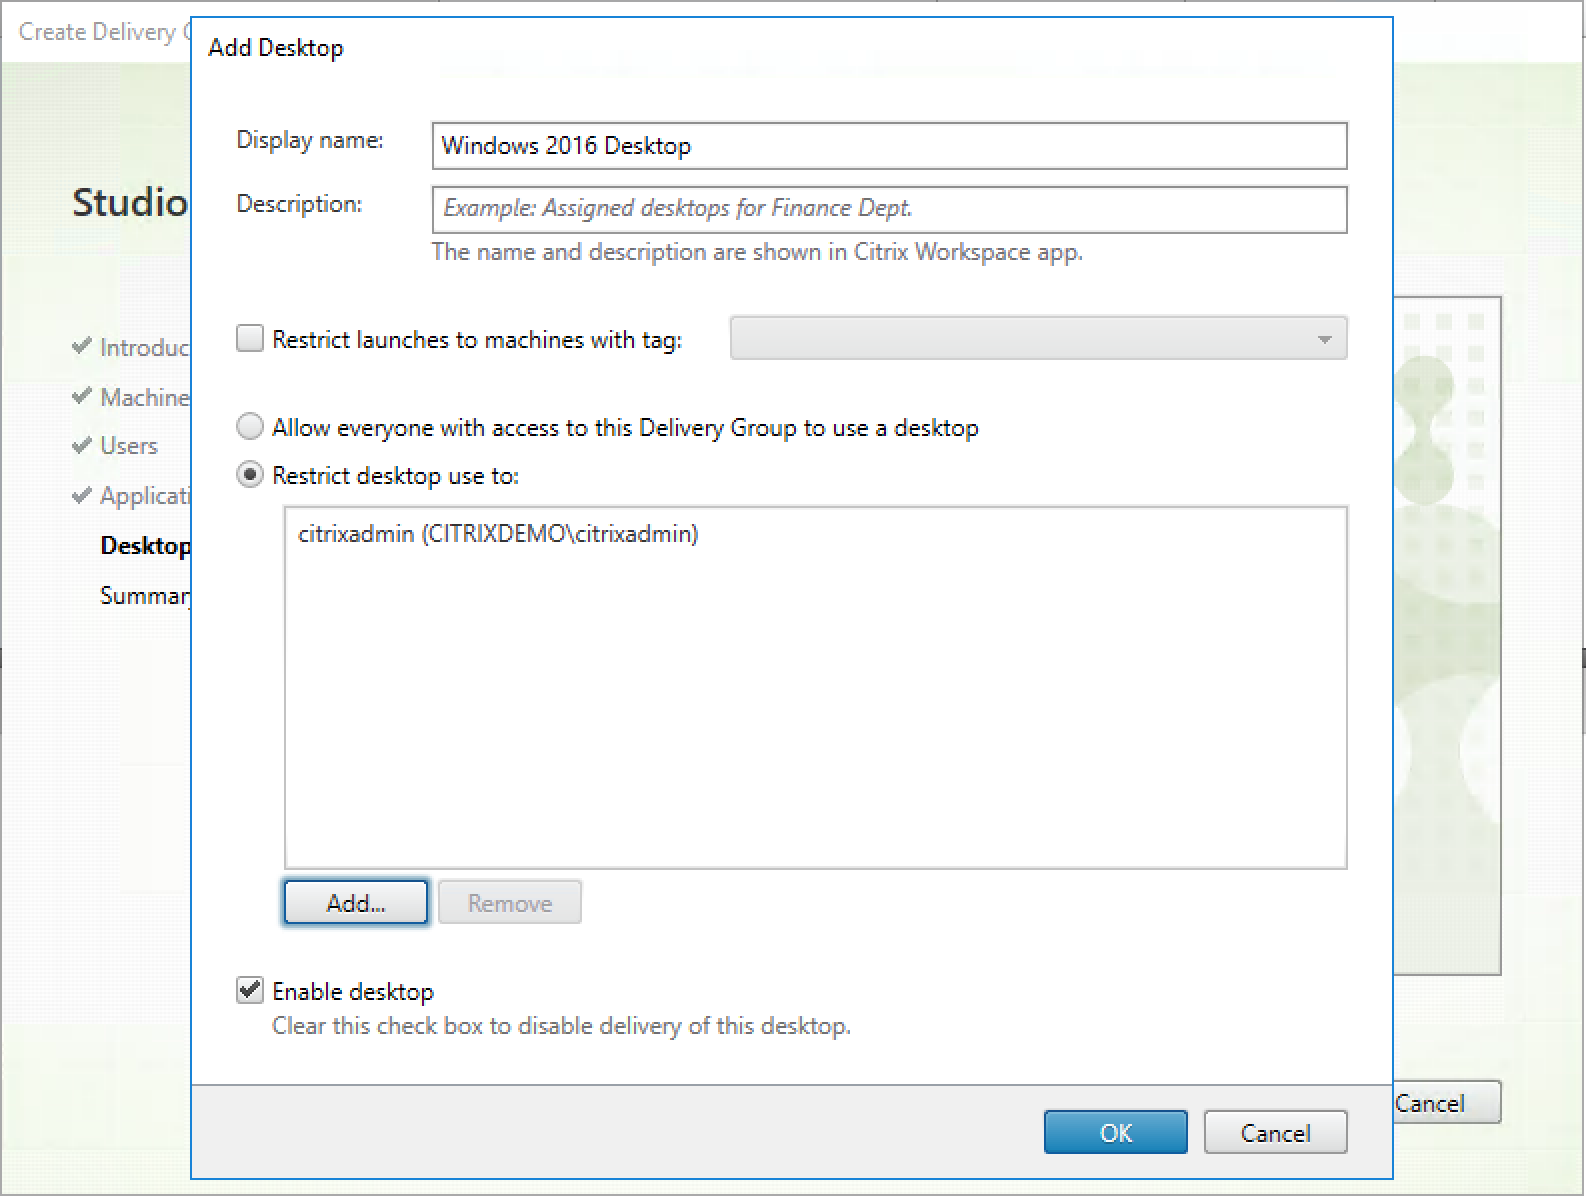 Create Delivery
Add Desktop
Display name:
Windows 2016 Desktop
Description:
Example: Assigned desktops for Finance Dept.
The name and description are shown in Citrix Workspace app.
Studio
Restrict launches to machines with tag:
Introduc
Machine
Users
Applicati
Desktop
Summar
Allow everyone with access to this Delivery Group to use a desktop
Restrict desktop use to:
citrixadmin (CITRIXDEMO\citrixadmin)
Add...
Remove
Enable desktop
Clear this check box to disable delivery of this desktop.
OK
Cancel
Cancel